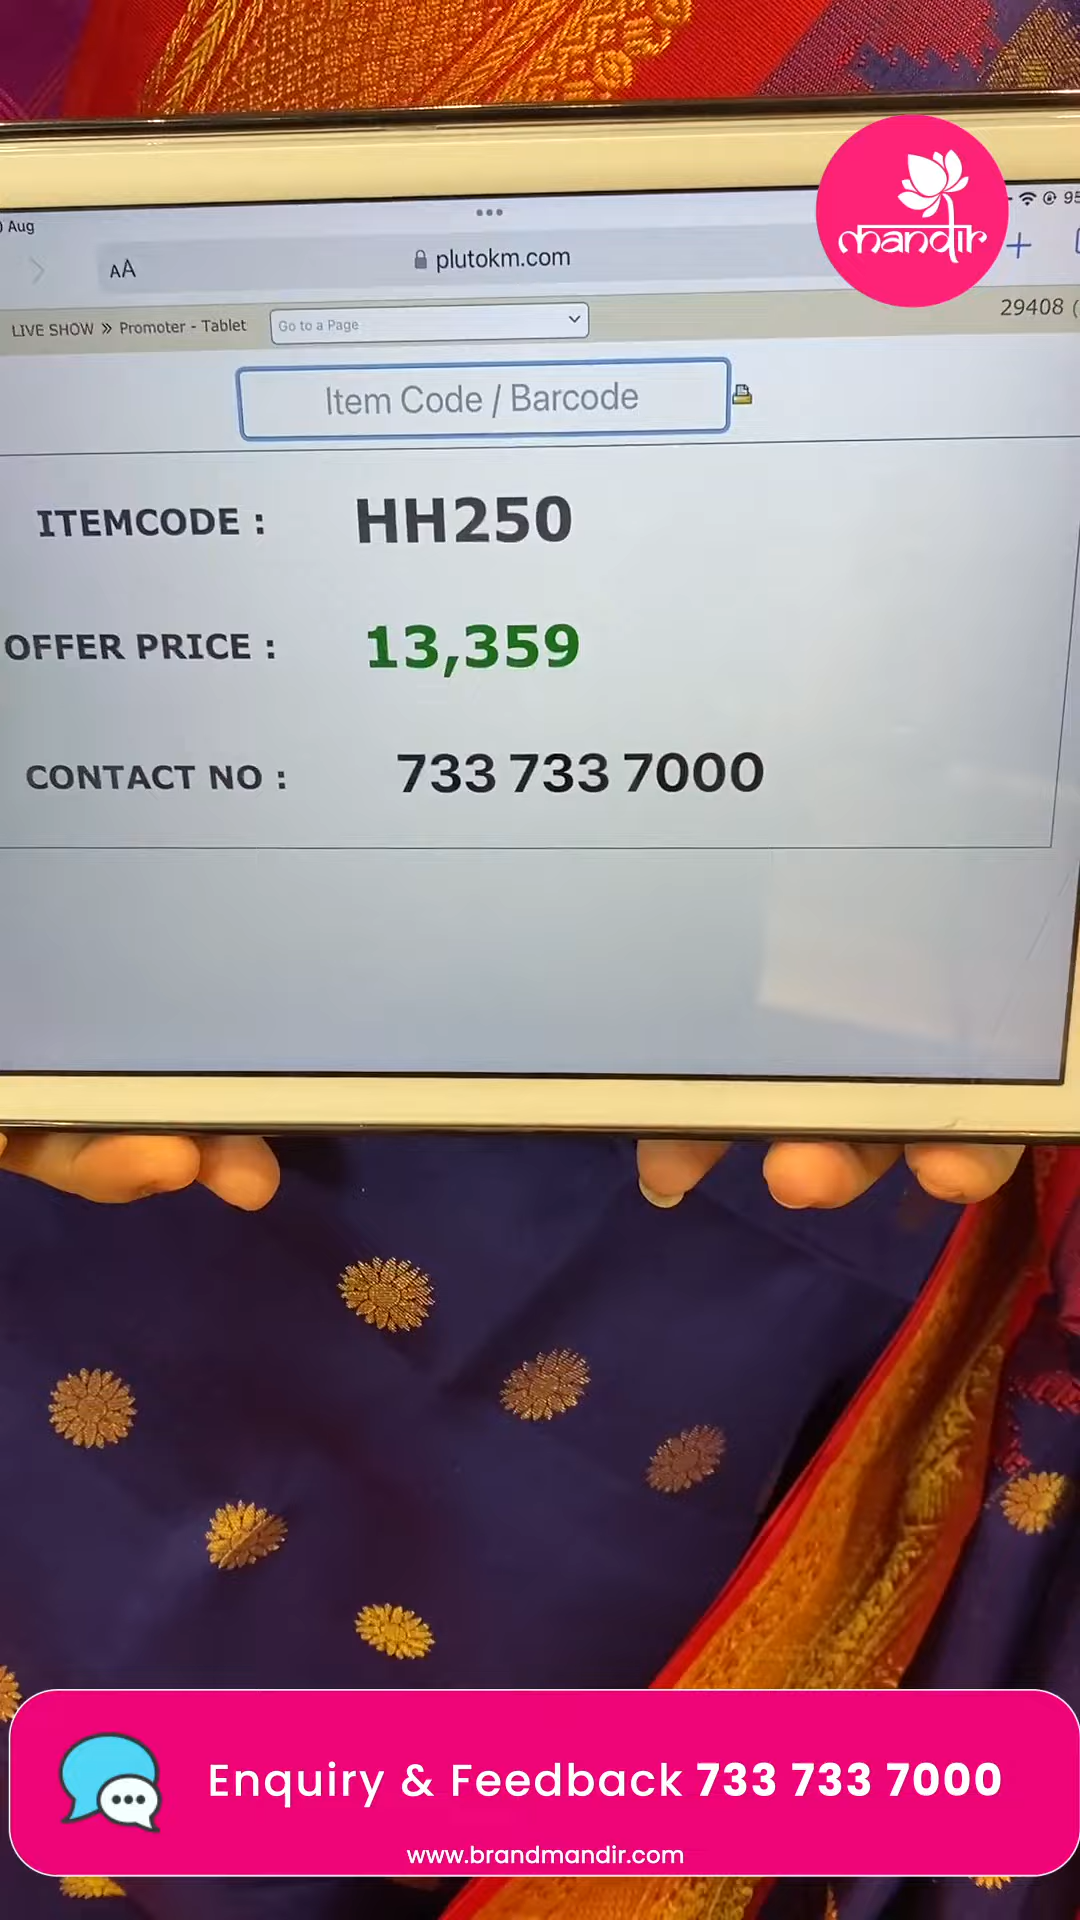 mandir
Aug
95
AA
plutokm.com
LIVE SHOW » Promoter - Tablet
Go to a Page
29408 (
Item Code / Barcode
ITEMCODE : HH250
OFFER PRICE : 13,359
CONTACT NO : 733 733 7000
Enquiry & Feedback 733 733 7000
www.brandmandir.com